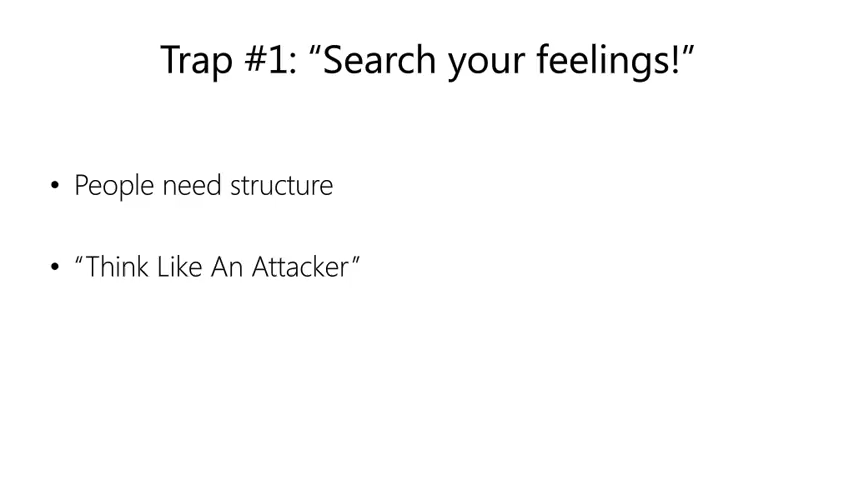 Trap #1: “Search your feelings!”
• People need structure
• “Think Like An Attacker”